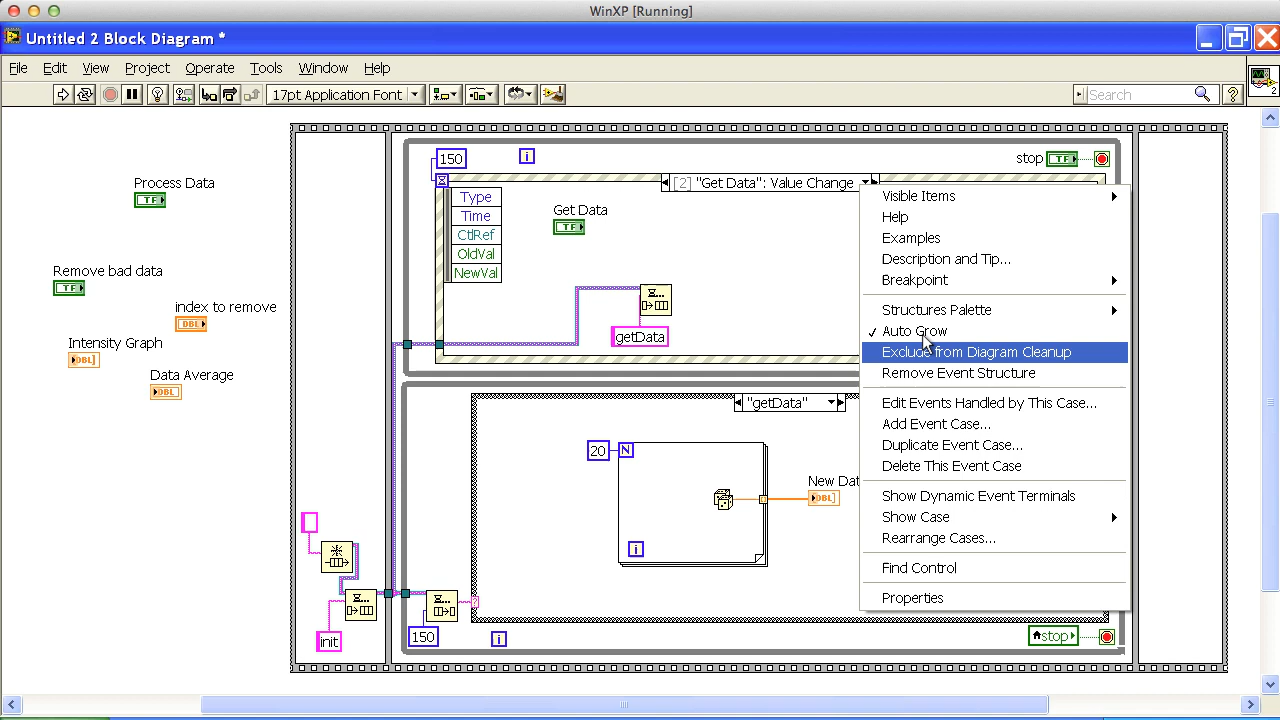 WinXP [Running]
Untitled 2 Block Diagram *
File Edit View Project Operate Tools Window Help
17pt Application Font
Search
?
2
150
i
stop
TF
[2] "Get Data": Value Change
Type
Time
CtlRef
OldVal
NewVal
Get Data
TF
getData
Process Data
TF
Remove bad data
TF
index to remove
DBL
Intensity Graph
DBL]
Data Average
DBL
Visible Items
Help
Examples
Description and Tip...
Breakpoint
Structures Palette
Auto Grow
Exclude from Diagram Cleanup
Remove Event Structure
Edit Events Handled by This Case...
Add Event Case...
Duplicate Event Case...
Delete This Event Case
Show Dynamic Event Terminals
Show Case
Rearrange Cases...
Find Control
Properties
"getData"
20
N
i
New Dat
DBL]
init
150
i
stop
?